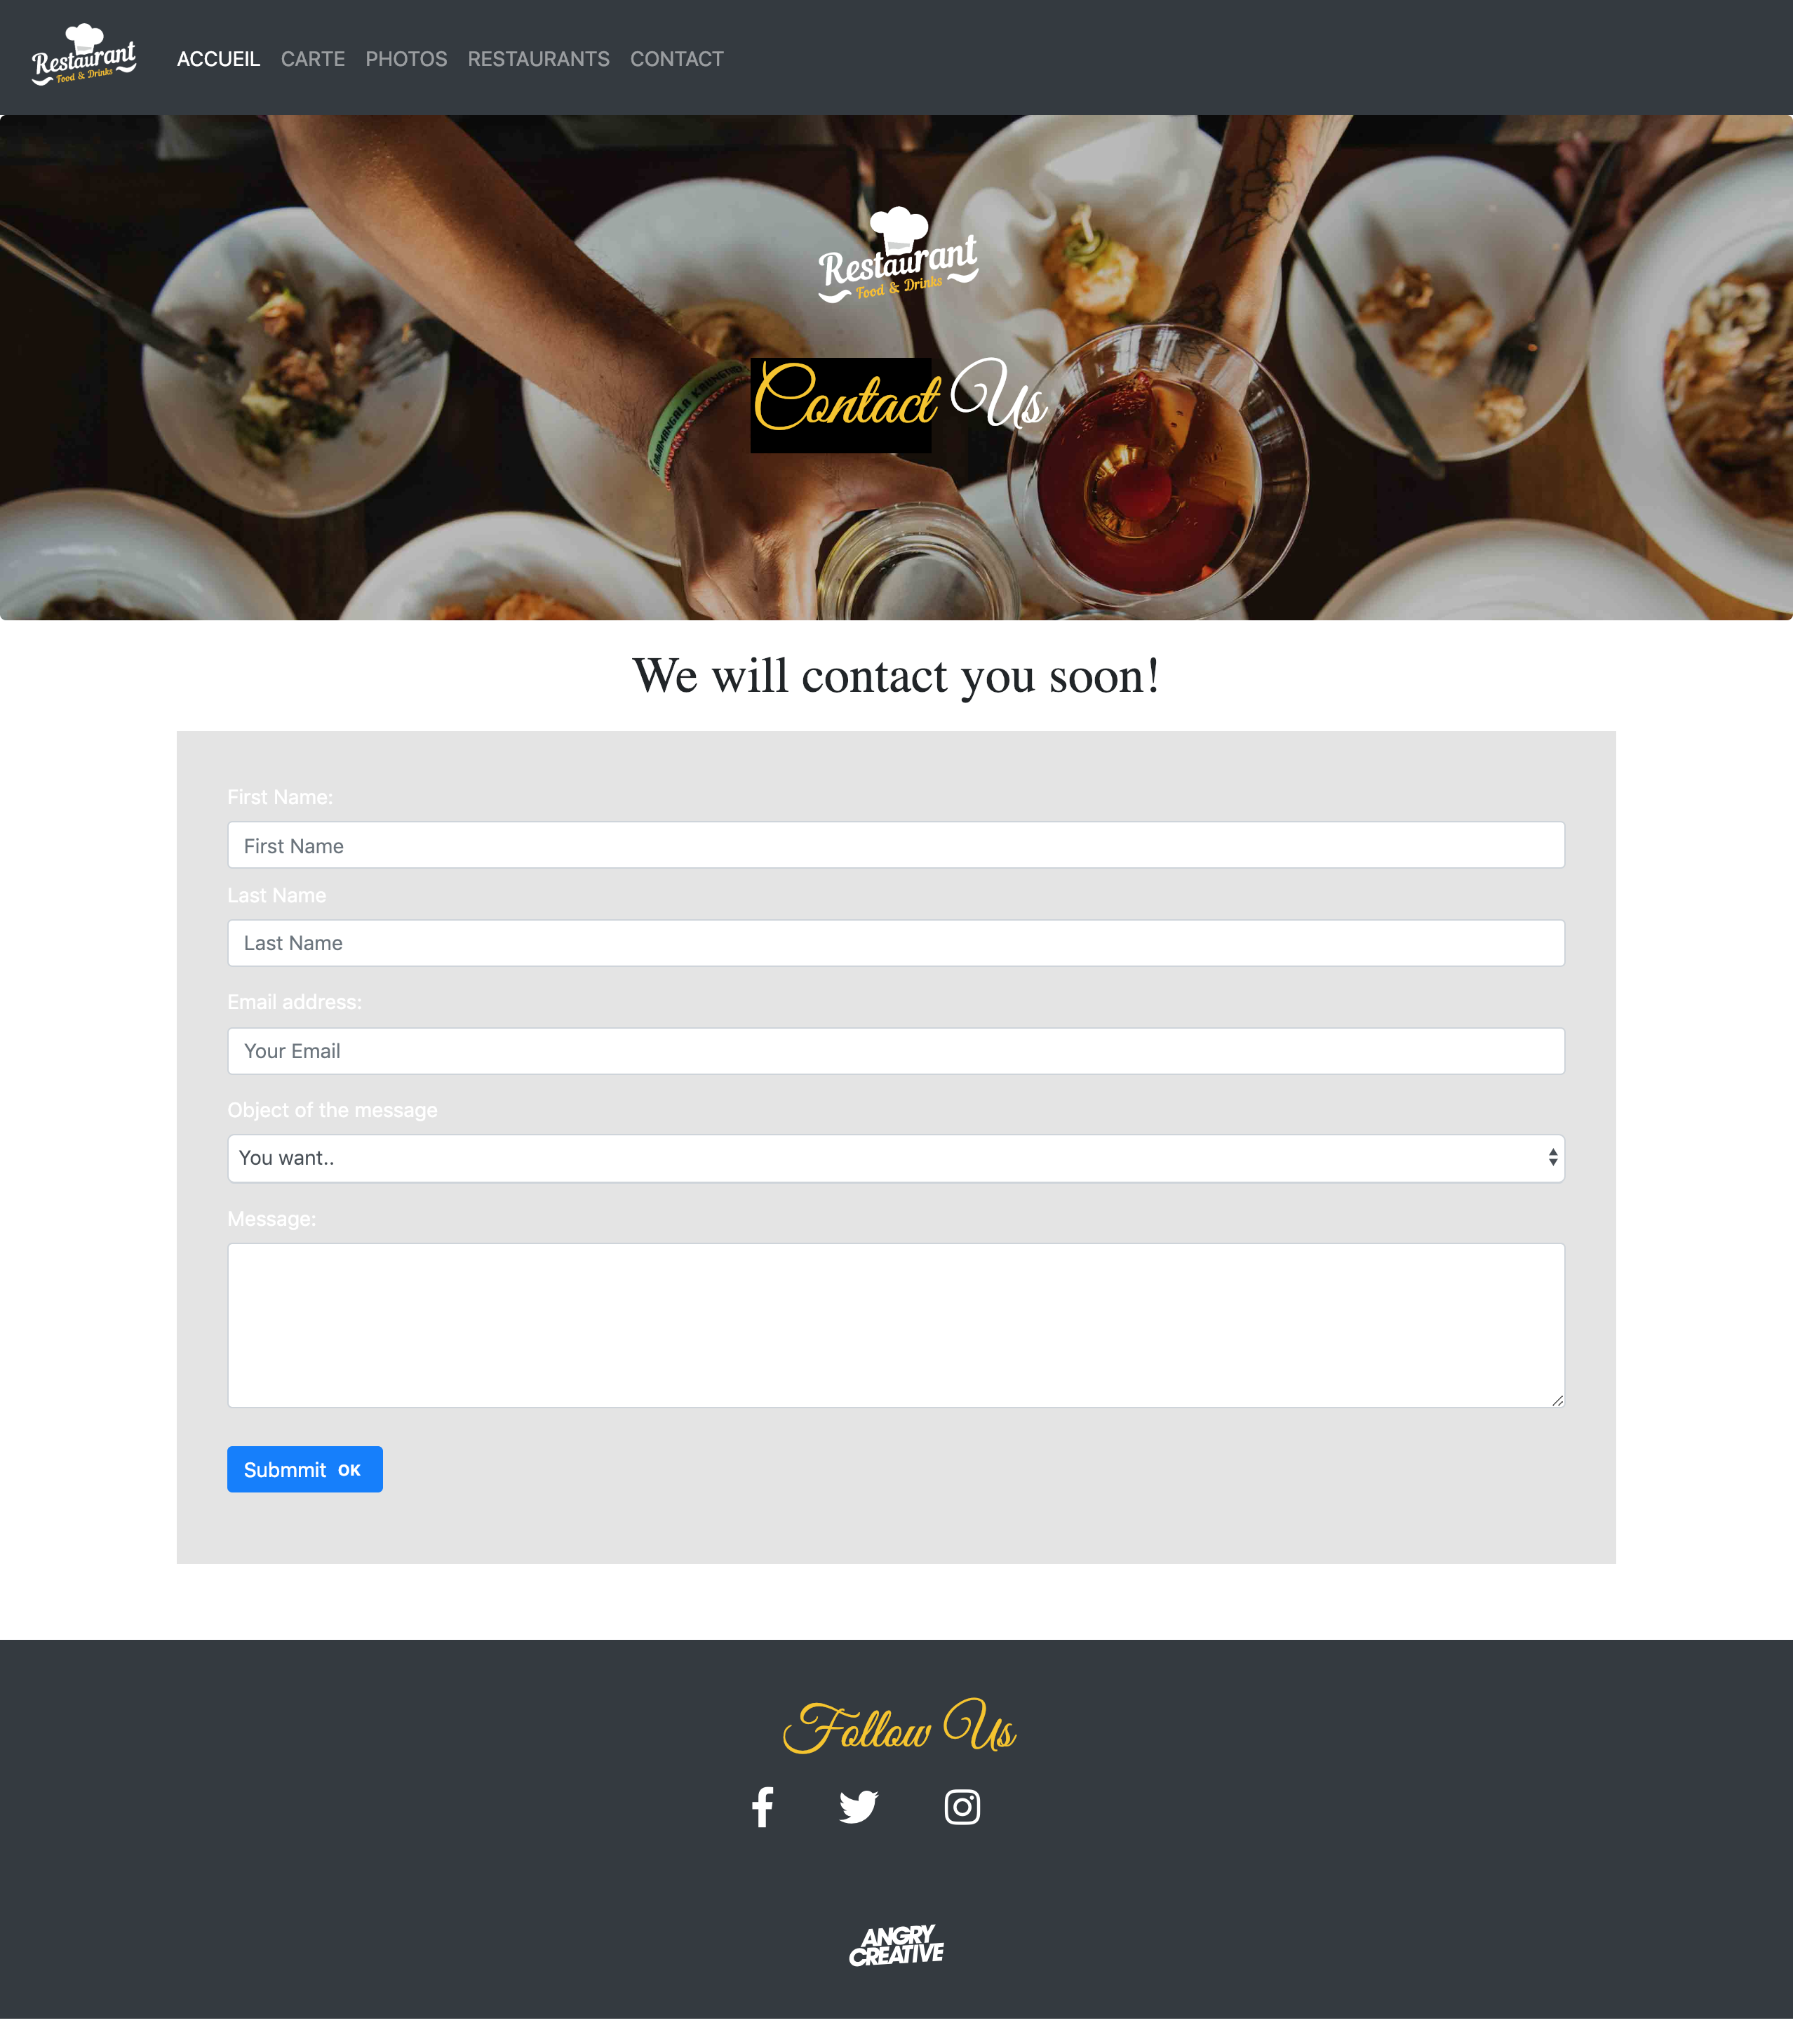 Restaurant
Food & Drinks
ACCUEIL CARTE PHOTOS RESTAURANTS CONTACT
Restaurant
Food & Drinks
Contact Us
We will contact you soon!
First Name:
First Name
Last Name
Last Name
Email address:
Your Email
Object of the message
You want..
Message:
Submmit OK
Follow Us
ANGRY
CREATIVE